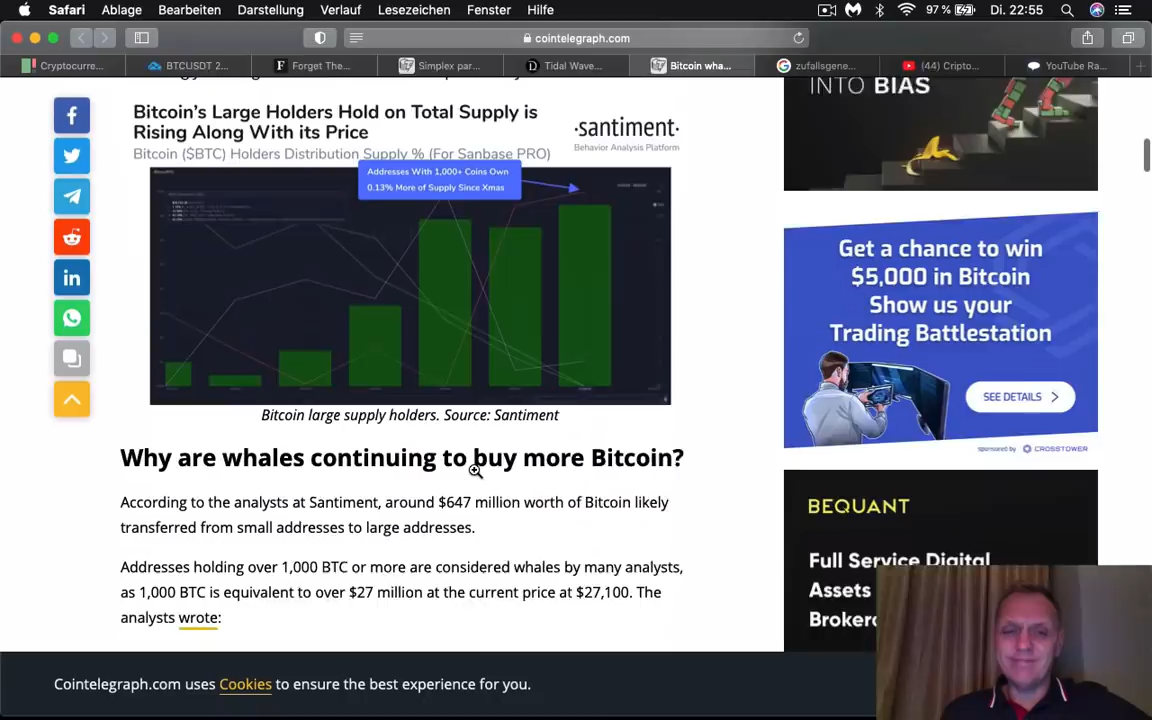 Safari Ablage Bearbeiten Darstellung Verlauf Lesezeichen Fenster Hilfe 97 % Di. 22:55
cointelegraph.com
Cryptocurre... BTCUSDT 2... Forget The... Simplex par... Tidal Wave... Bitcoin wha... zufallsgene... (44) Cripto... YouTube Ra...
Bitcoin's Large Holders Hold on Total Supply is
Rising Along With its Price
Bitcoin ($BTC) Holders Distribution Supply % (For Sanbase PRO)
·santiment·
Behavior Analysis Platform
Addresses With 1,000+ Coins Own
0.13% More of Supply Since Xmas
Bitcoin large supply holders. Source: Santiment
Why are whales continuing to buy more Bitcoin?
According to the analysts at Santiment, around $647 million worth of Bitcoin likely
transferred from small addresses to large addresses.
Addresses holding over 1,000 BTC or more are considered whales by many analysts,
as 1,000 BTC is equivalent to over $27 million at the current price at $27,100. The
analysts wrote:
INTO BIAS
Get a chance to win
$5,000 in Bitcoin
Show us your
Trading Battlestation
SEE DETAILS
sponsored by CROSSTOWER
BEQUANT
Full Service Digital
Assets
Cointelegraph.com uses Cookies to ensure the best experience for you.